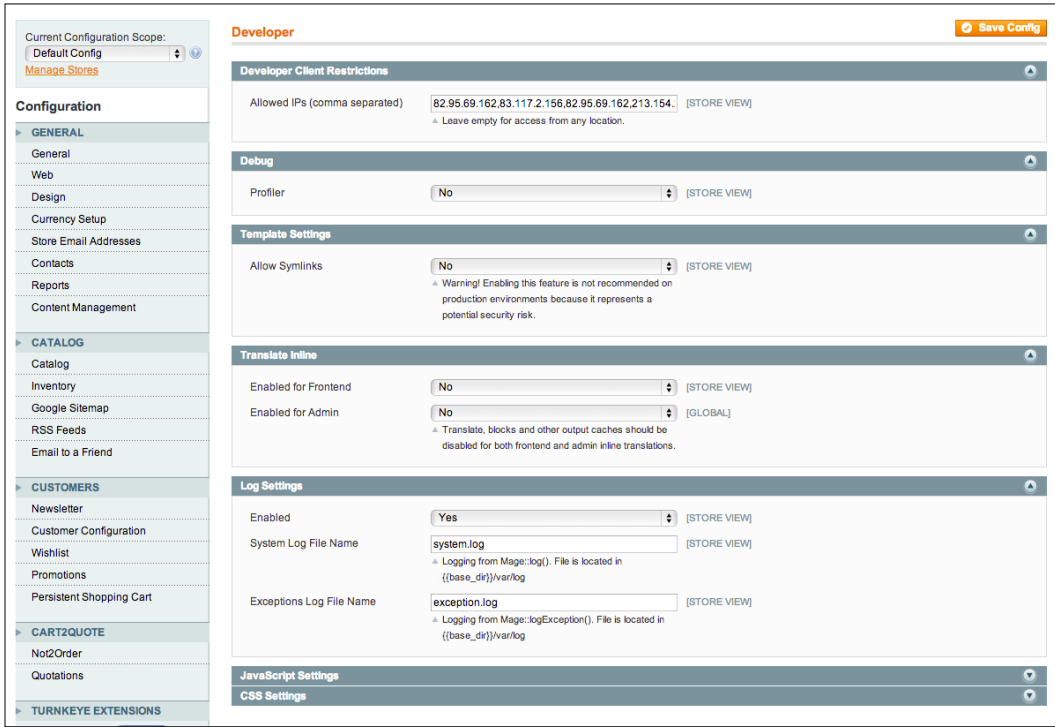 Current Configuration Scope:
Default Config
Manage Stores
Configuration
GENERAL
General
Web
Design
Currency Setup
Store Email Addresses
Contacts
Reports
Content Management
CATALOG
Catalog
Inventory
Google Sitemap
RSS Feeds
Email to a Friend
CUSTOMERS
Newsletter
Customer Configuration
Wishlist
Promotions
Persistent Shopping Cart
CART2QUOTE
Not2Order
Quotations
TURNKEYE EXTENSIONS
Developer
Save Config
Developer Client Restrictions
Allowed IPs (comma separated) 82.95.69.162,83.117.2.156,82.95.69.162,213.154. [STORE VIEW]
Leave empty for access from any location.
Debug
Profiler No [STORE VIEW]
Template Settings
Allow Symlinks No [STORE VIEW]
Warning! Enabling this feature is not recommended on
production environments because it represents a
potential security risk.
Translate Inline
Enabled for Frontend No [STORE VIEW]
Enabled for Admin No [GLOBAL]
Translate, blocks and other output caches should be
disabled for both frontend and admin inline translations.
Log Settings
Enabled Yes [STORE VIEW]
System Log File Name system.log [STORE VIEW]
Logging from Mage::log(). File is located in
{{base_dir}}/var/log
Exceptions Log File Name exception.log [STORE VIEW]
Logging from Mage::logException(). File is located in
{{base_dir}}/var/log
JavaScript Settings
CSS Settings